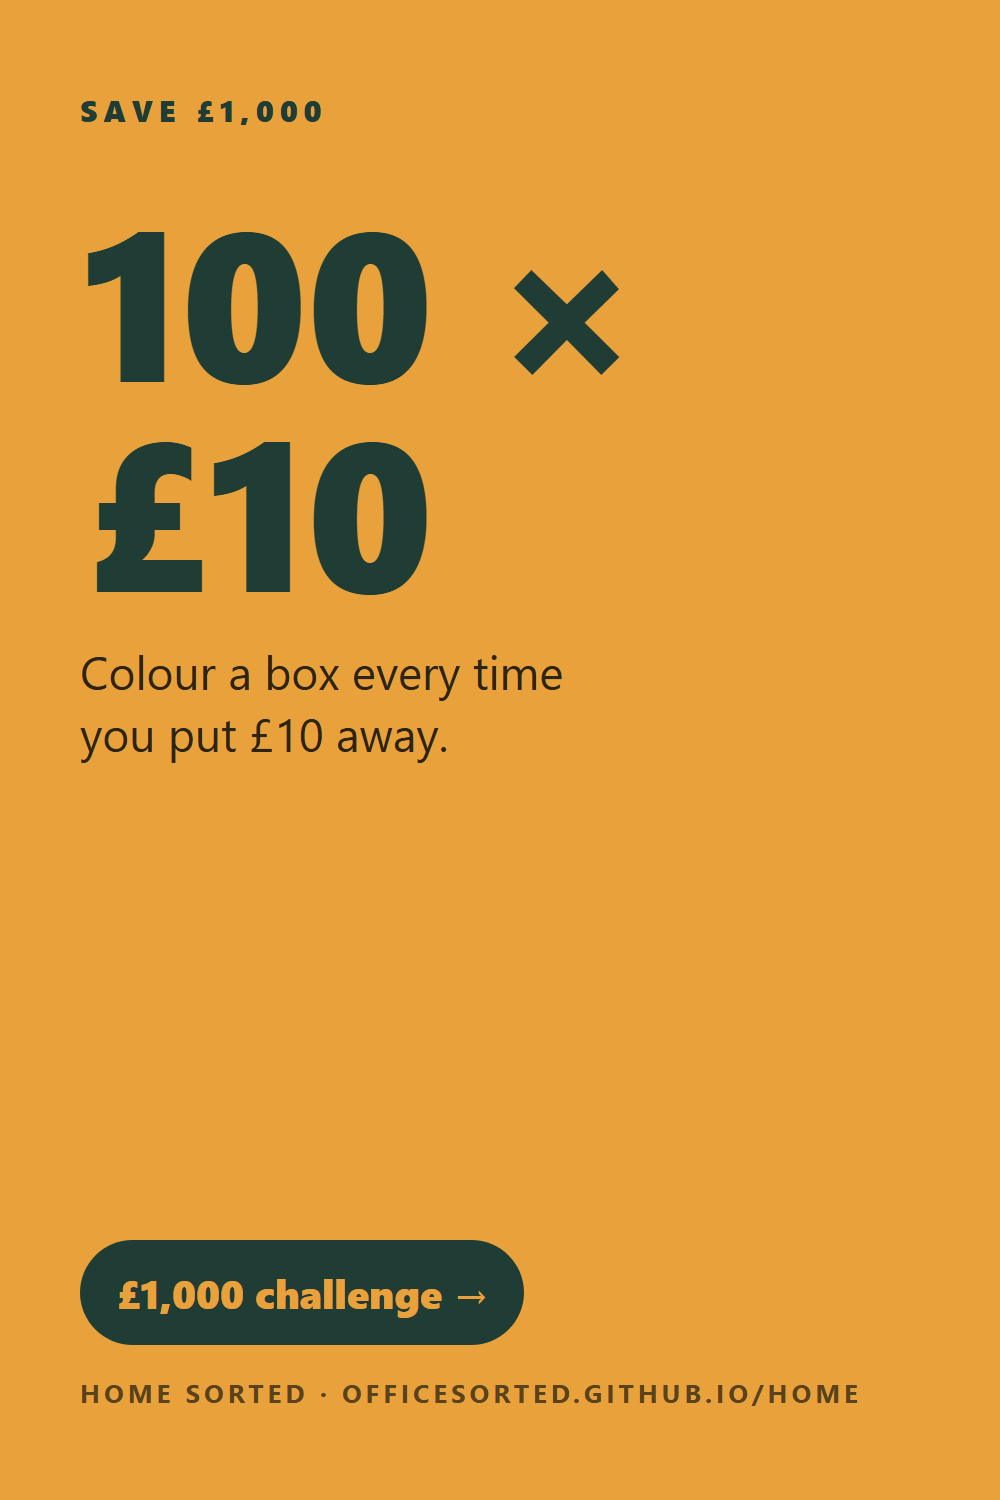 SAVE £1,000
100 ×
£10
Colour a box every time
you put £10 away.
£1,000 challenge →
HOME SORTED · OFFICESORTED.GITHUB.IO/HOME